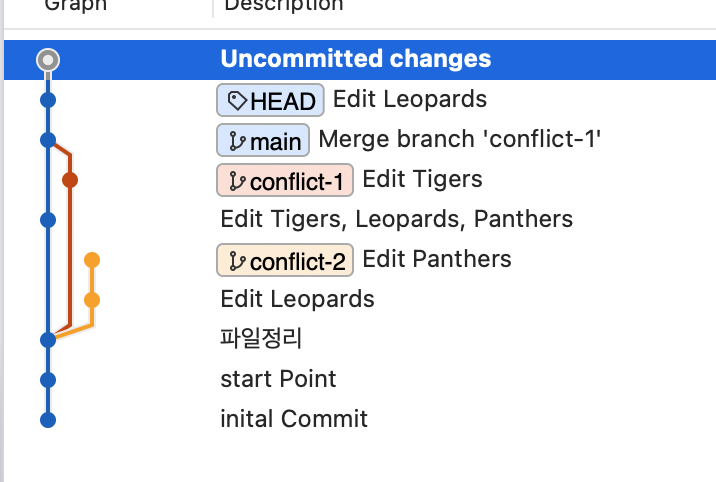 Graph Description
Uncommitted changes
HEAD Edit Leopards
main Merge branch 'conflict-1'
conflict-1 Edit Tigers
Edit Tigers, Leopards, Panthers
conflict-2 Edit Panthers
Edit Leopards
파일정리
start Point
inital Commit